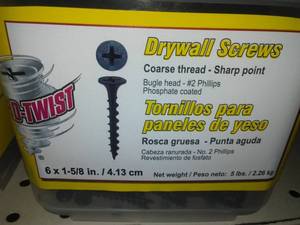 Drywall Screws
Coarse thread - Sharp point
Bugle head - #2 Phillips
Phosphate coated
D-TWIST
®
Tornillos para
paneles de yeso
Rosca gruesa - Punta aguda
Cabeza ranurada - No. 2 Phillips
Revestimiento de fosfato
6 x 1-5/8 in. / 4.13 cm
Net weight / Peso neto: 5 lbs. / 2.26 kg